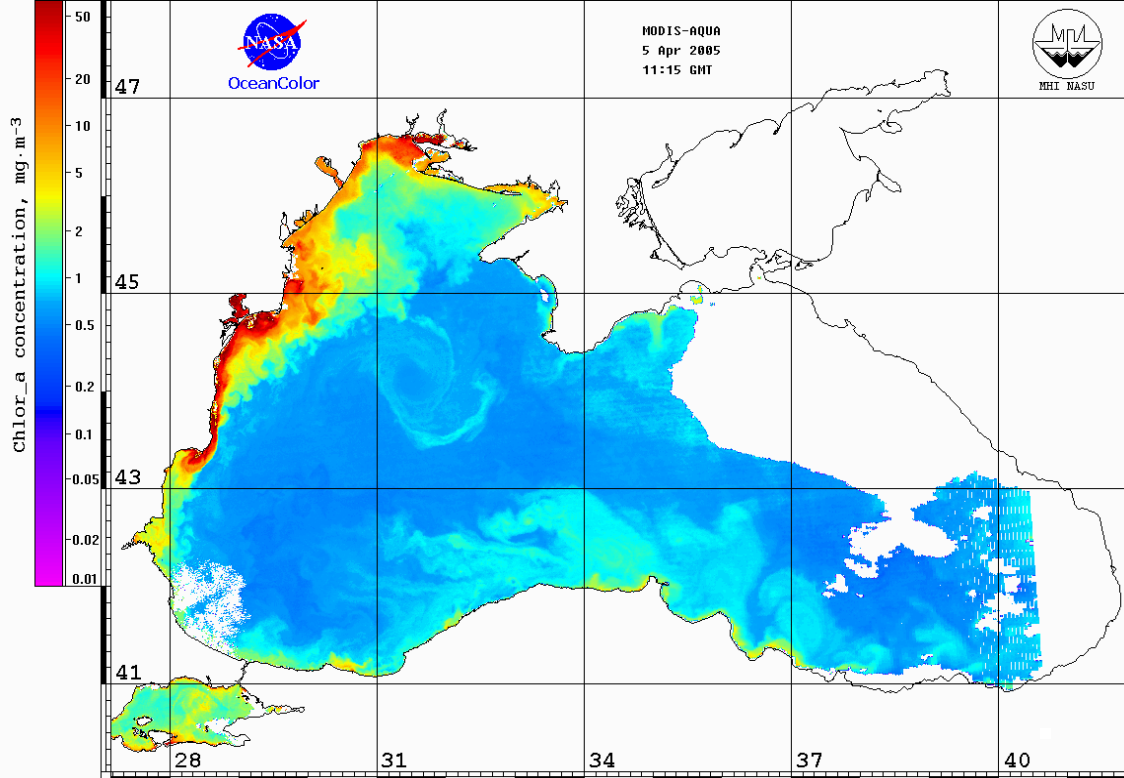 50
20
10
5
2
1
0.5
0.2
0.1
0.05
0.02
0.01
Chlor_a concentration, mg·m⁻³
NASA
OceanColor
MODIS-AQUA
5 Apr 2005
11:15 GMT
MHI NASU
47
45
43
41
28 31 34 37 40